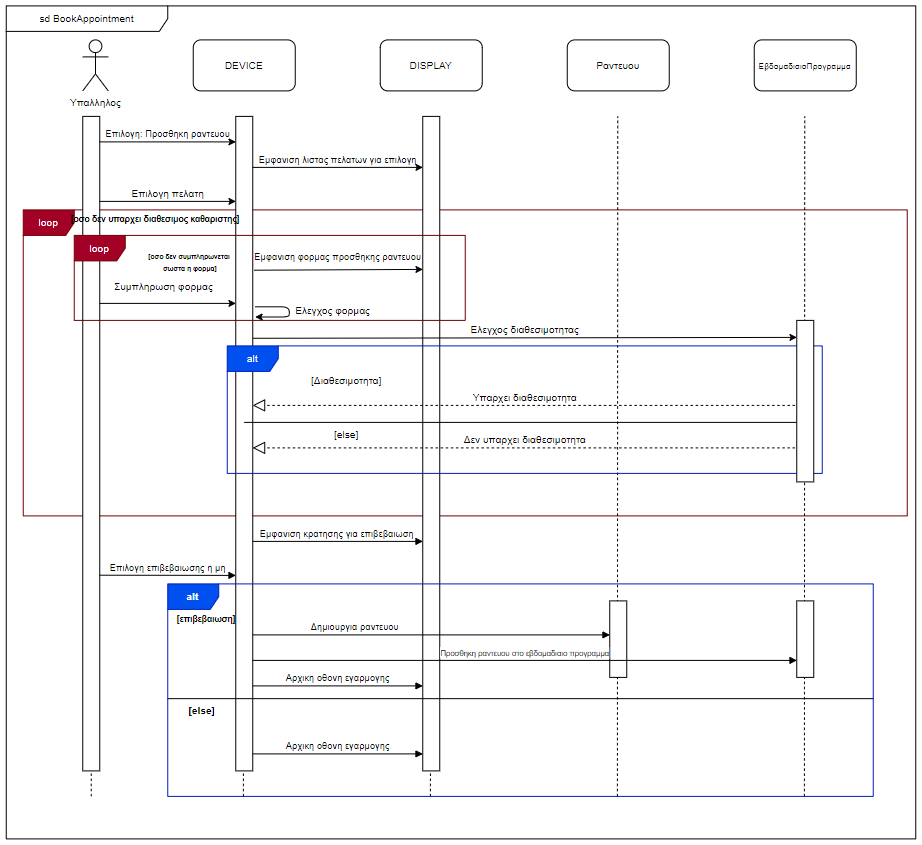 sd BookAppointment
DEVICE
DISPLAY
Ραντευου
ΕβδομαδιαιοΠρογραμμα
Υπαλληλος
Επιλογη: Προσθηκη ραντευου
Εμφανιση λιστας πελατων για επιλογη
Επιλογη πελατη
loop
[οσο δεν υπαρχει διαθεσιμος καθαριστης]
loop
[οσο δεν συμπληρωνεται
σωστα η φορμα]
Εμφανιση φορμας προσθηκης ραντευου
Συμπληρωση φορμας
Ελεγχος φορμας
Ελεγχος διαθεσιμοτητας
alt
[Διαθεσιμοτητα]
Υπαρχει διαθεσιμοτητα
[else]
Δεν υπαρχει διαθεσιμοτητα
Εμφανιση κρατησης για επιβεβαιωση
Επιλογη επιβεβαιωσης η μη
alt
[επιβεβαιωση]
Δημιουργια ραντευου
Προσθηκη ραντευου στο εβδομαδιαιο προγραμμα
Αρχικη οθονη εγαρμογης
[else]
Αρχικη οθονη εγαρμογης